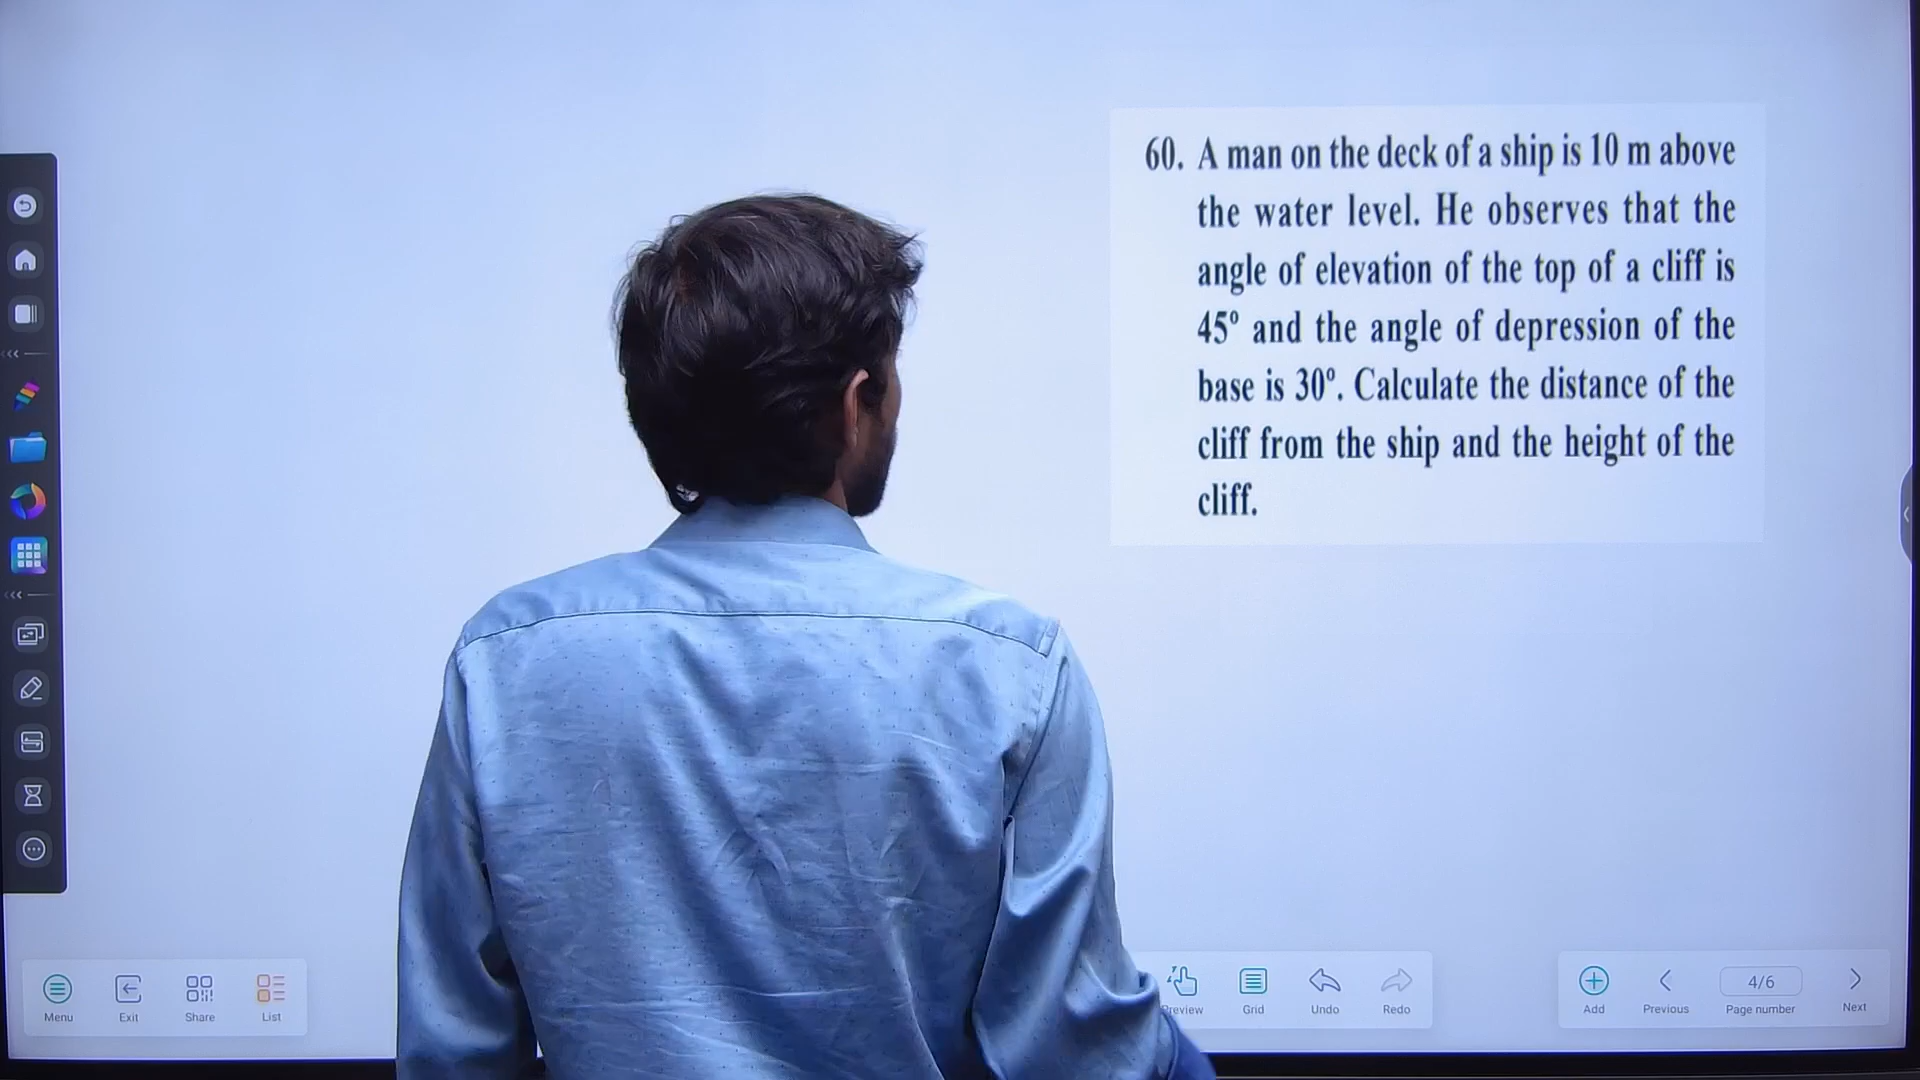 60. A man on the deck of a ship is 10 m above
the water level. He observes that the
angle of elevation of the top of a cliff is
45º and the angle of depression of the
base is 30º. Calculate the distance of the
cliff from the ship and the height of the
cliff.
Menu
Exit
Share
List
Preview
Grid
Undo
Redo
Add
Previous
4/6
Page number
Next